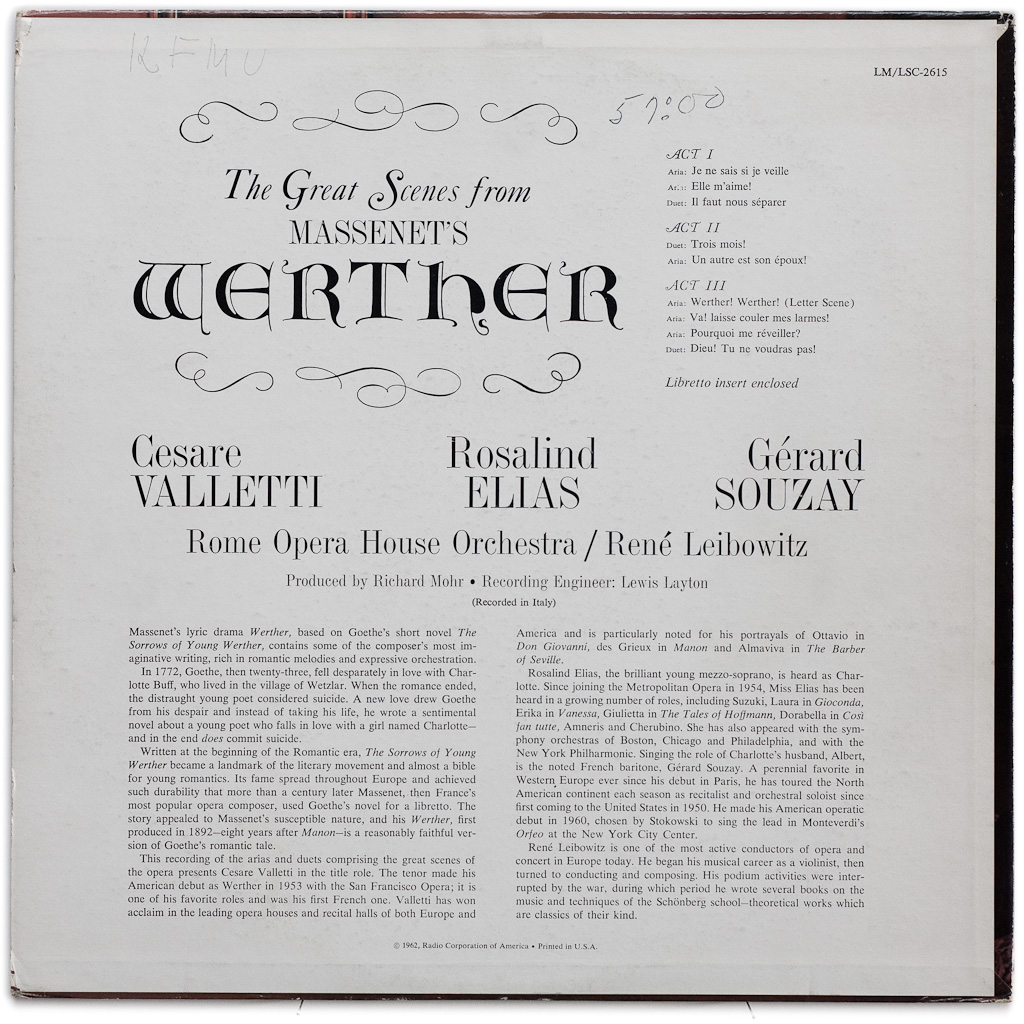 KFMU
LM/LSC-2615
57:00
The Great Scenes from
MASSENET'S
WERTHER
ACT I
Aria: Je ne sais si je veille
Elle m'aime!
Duet: Il faut nous séparer
ACT II
Duet: Trois mois!
Aria: Un autre est son époux!
ACT III
Aria: Werther! Werther! (Letter Scene)
Aria: Va! laisse couler mes larmes!
Aria: Pourquoi me réveiller?
Duet: Dieu! Tu ne voudras pas!
Libretto insert enclosed
Cesare
VALLETTI
Rosalind
ELIAS
Gérard
SOUZAY
Rome Opera House Orchestra / René Leibowitz
Produced by Richard Mohr • Recording Engineer: Lewis Layton
(Recorded in Italy)
Massenet's lyric drama Werther, based on Goethe's short novel The
Sorrows of Young Werther, contains some of the composer's most im-
aginative writing, rich in romantic melodies and expressive orchestration.
In 1772, Goethe, then twenty-three, fell desperately in love with Char-
lotte Buff, who lived in the village of Wetzlar. When the romance ended,
the distraught young poet considered suicide. A new love drew Goethe
from his despair and instead of taking his life, he wrote a sentimental
novel about a young poet who falls in love with a girl named Charlotte—
and in the end does commit suicide.
Written at the beginning of the Romantic era, The Sorrows of Young
Werther became a landmark of the literary movement and almost a bible
for young romantics. Its fame spread throughout Europe and achieved
such durability that more than a century later Massenet, then France's
most popular opera composer, used Goethe's novel for a libretto. The
story appealed to Massenet's susceptible nature, and his Werther, first
produced in 1892—eight years after Manon—is a reasonably faithful ver-
sion of Goethe's romantic tale.
This recording of the arias and duets comprising the great scenes of
the opera presents Cesare Valletti in the title role. The tenor made his
American debut as Werther in 1953 with the San Francisco Opera; it is
one of his favorite roles and was his first French one. Valletti has won
acclaim in the leading opera houses and recital halls of both Europe and
America and is particularly noted for his portrayals of Ottavio in
Don Giovanni, des Grieux in Manon and Almaviva in The Barber
of Seville.
Rosalind Elias, the brilliant young mezzo-soprano, is heard as Char-
lotte. Since joining the Metropolitan Opera in 1954, Miss Elias has been
heard in a growing number of roles, including Suzuki, Laura in Gioconda,
Erika in Vanessa, Giulietta in The Tales of Hoffmann, Dorabella in Così
fan tutte, Amneris and Cherubino. She has also appeared with the sym-
phony orchestras of Boston, Chicago and Philadelphia, and with the
New York Philharmonic. Singing the role of Charlotte's husband, Albert,
is the noted French baritone, Gérard Souzay. A perennial favorite in
Western Europe ever since his debut in Paris, he has toured the North
American continent each season as recitalist and orchestral soloist since
first coming to the United States in 1950. He made his American operatic
debut in 1960, chosen by Stokowski to sing the lead in Monteverdi's
Orfeo at the New York City Center.
René Leibowitz is one of the most active conductors of opera and
concert in Europe today. He began his musical career as a violinist, then
turned to conducting and composing. His podium activities were inter-
rupted by the war, during which period he wrote several books on the
music and techniques of the Schönberg school—theoretical works which
are classics of their kind.
© 1962, Radio Corporation of America • Printed in U.S.A.